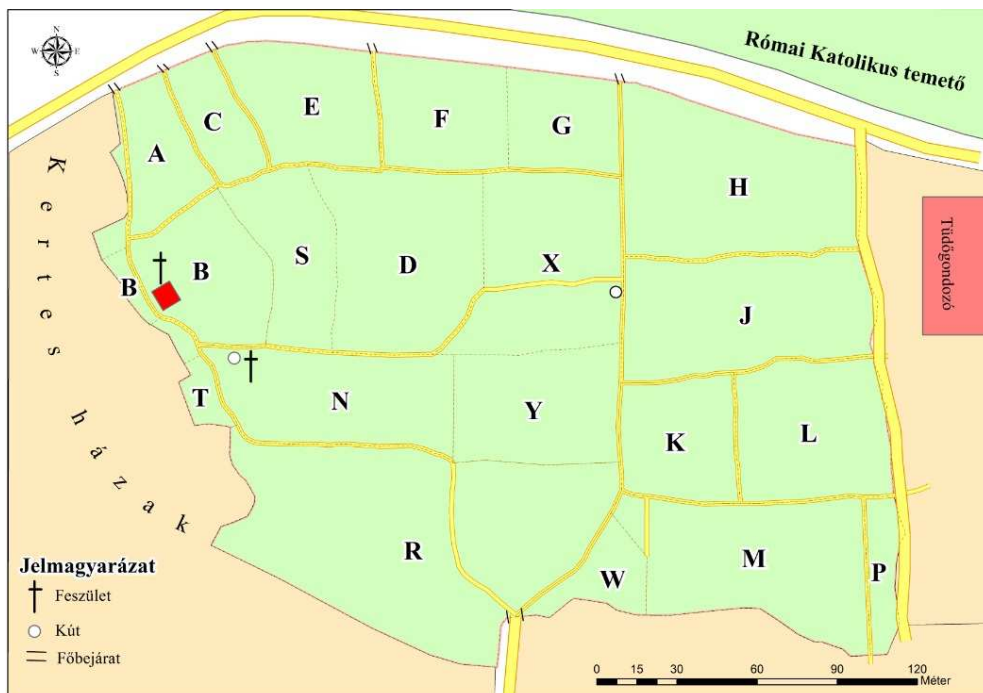 N
W E
S
Római Katolikus temető
A
C
E
F
G
H
B
B
S
D
X
J
Tüdőgondozó
Kertes házak
T
N
Y
K
L
R
W
M
P
Jelmagyarázat
Feszület
Kút
Főbejárat
0 15 30 60 90 120
Méter